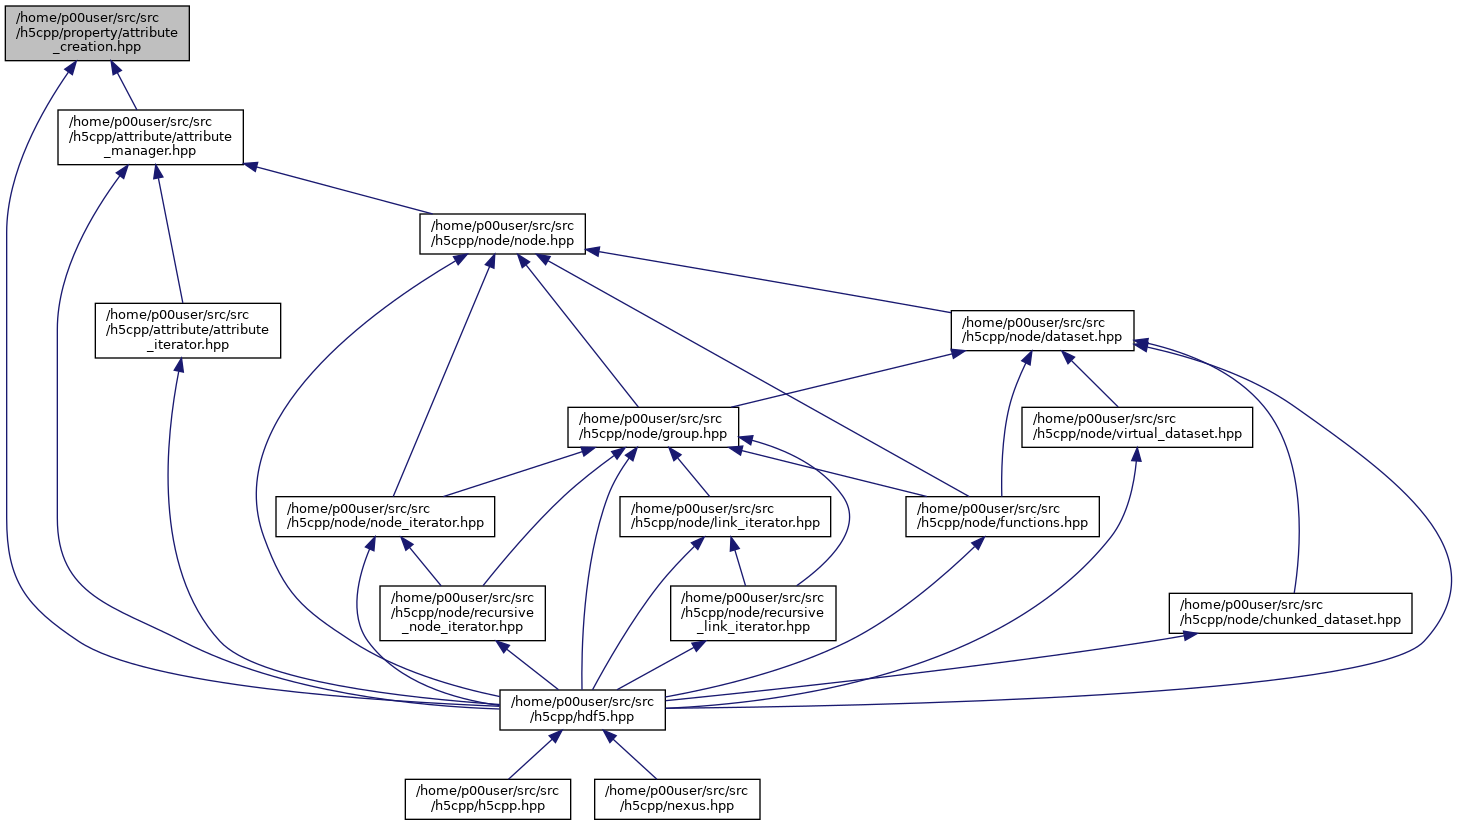 /home/p00user/src/src
/h5cpp/property/attribute
_creation.hpp
/home/p00user/src/src
/h5cpp/attribute/attribute
_manager.hpp
/home/p00user/src/src
/h5cpp/node/node.hpp
/home/p00user/src/src
/h5cpp/attribute/attribute
_iterator.hpp
/home/p00user/src/src
/h5cpp/node/dataset.hpp
/home/p00user/src/src
/h5cpp/node/group.hpp
/home/p00user/src/src
/h5cpp/node/virtual_dataset.hpp
/home/p00user/src/src
/h5cpp/node/node_iterator.hpp
/home/p00user/src/src
/h5cpp/node/link_iterator.hpp
/home/p00user/src/src
/h5cpp/node/functions.hpp
/home/p00user/src/src
/h5cpp/node/recursive
_node_iterator.hpp
/home/p00user/src/src
/h5cpp/node/recursive
_link_iterator.hpp
/home/p00user/src/src
/h5cpp/node/chunked_dataset.hpp
/home/p00user/src/src
/h5cpp/hdf5.hpp
/home/p00user/src/src
/h5cpp/h5cpp.hpp
/home/p00user/src/src
/h5cpp/nexus.hpp